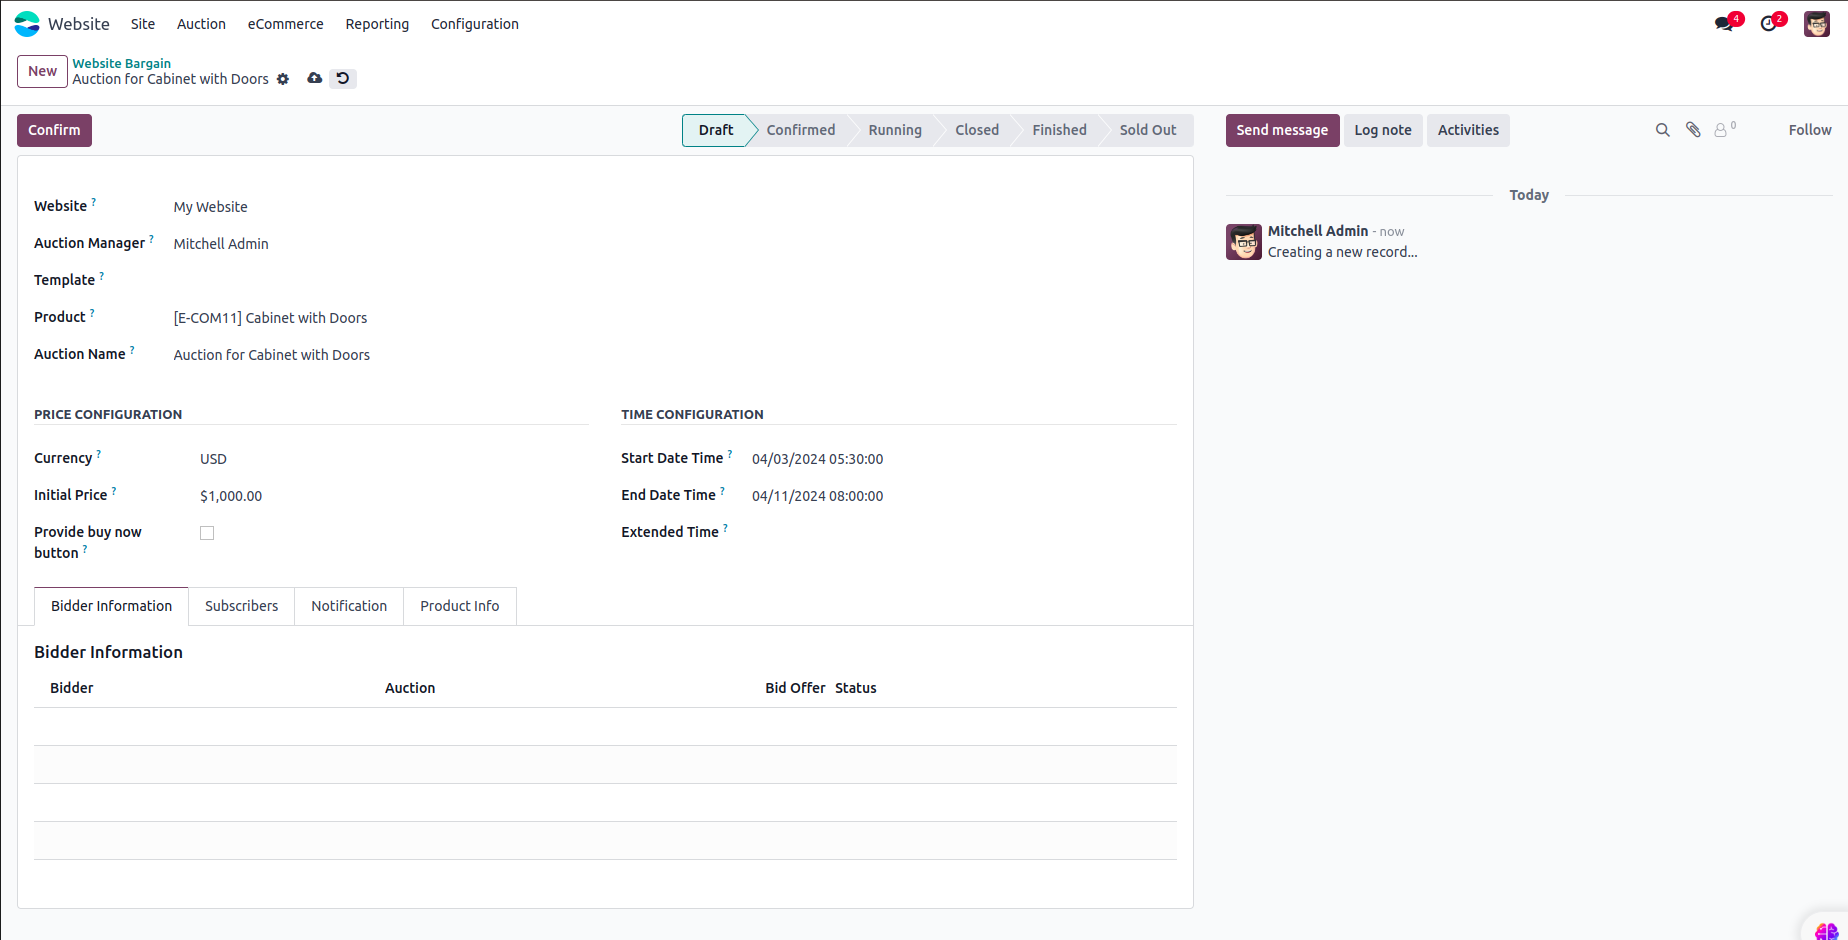 Website Site Auction eCommerce Reporting Configuration 4 2
New Website Bargain
Auction for Cabinet with Doors
Confirm Draft Confirmed Running Closed Finished Sold Out Send message Log note Activities 0 Follow
Today
Website ? My Website
Auction Manager ? Mitchell Admin
Template ?
Product ? [E-COM11] Cabinet with Doors
Auction Name ? Auction for Cabinet with Doors
Mitchell Admin - now
Creating a new record...
PRICE CONFIGURATION
Currency ? USD
Initial Price ? $1,000.00
Provide buy now
button ?
TIME CONFIGURATION
Start Date Time ? 04/03/2024 05:30:00
End Date Time ? 04/11/2024 08:00:00
Extended Time ?
Bidder Information Subscribers Notification Product Info
Bidder Information
Bidder Auction Bid Offer Status